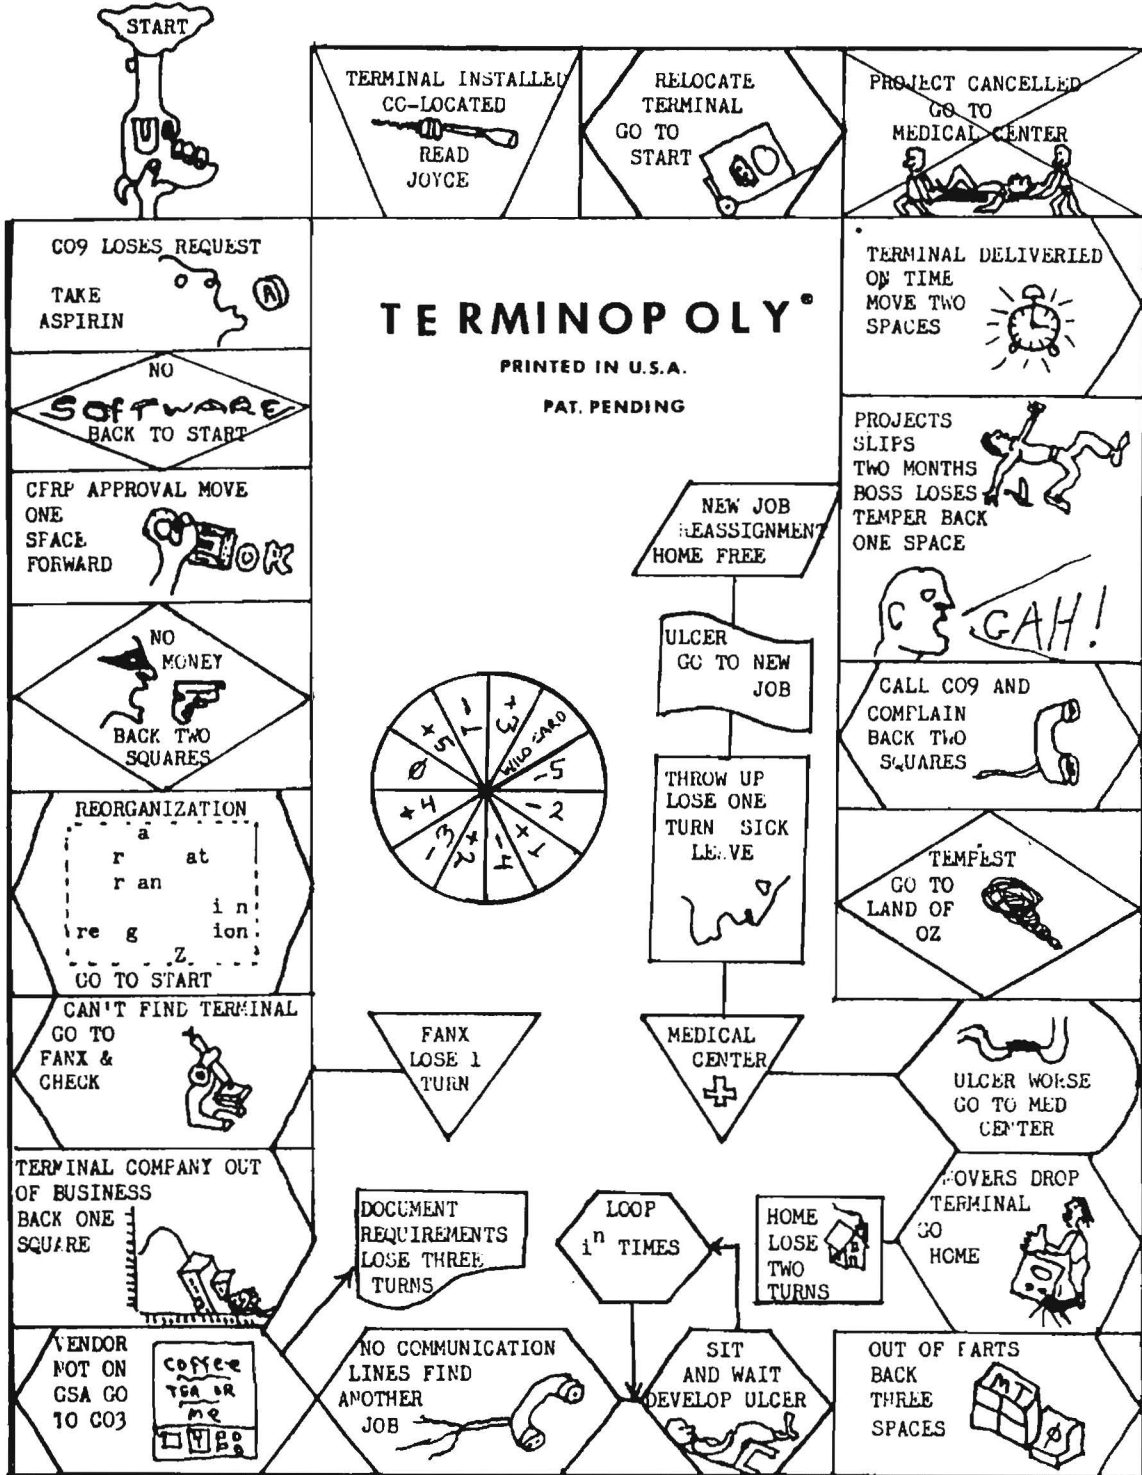 START
TERMINAL INSTALLED
CC-LOCATED
READ
JOYCE
RELOCATE
TERMINAL
GO TO
START
PROJECT CANCELLED
GO TO
MEDICAL CENTER
CO9 LOSES REQUEST
TAKE
ASPIRIN
A
TERMINOPOLY
PRINTED IN U.S.A.
PAT. PENDING
TERMINAL DELIVERIED
ON TIME
MOVE TWO
SPACES
NO
SOFTWARE
BACK TO START
PROJECTS
SLIPS
TWO MONTHS
BOSS LOSES
TEMPER BACK
ONE SPACE
GAH!
CFRP APPROVAL MOVE
ONE
SPACE
FORWARD
OK
NEW JOB
REASSIGNMENT
HOME FREE
NO
MONEY
BACK TWO
SQUARES
ULCER
GO TO NEW
JOB
CALL CO9 AND
COMPLAIN
BACK TWO
SQUARES
+3
WILD CARD
-5
-2
+1
-4
+2
-3
+4
0
+5
-1
THROW UP
LOSE ONE
TURN SICK
LEAVE
REORGANIZATION
a
r at
r an
i n
re g ion
Z
GO TO START
TEMPEST
GO TO
LAND OF
OZ
CAN'T FIND TERMINAL
GO TO
FANX &
CHECK
FANX
LOSE 1
TURN
MEDICAL
CENTER
ULCER WORSE
GO TO MED
CENTER
TERMINAL COMPANY OUT
OF BUSINESS
BACK ONE
SQUARE
DOCUMENT
REQUIREMENTS
LOSE THREE
TURNS
LOOP
iⁿ TIMES
HOME
LOSE
TWO
TURNS
MOVERS DROP
TERMINAL
GO
HOME
VENDOR
NOT ON
GSA GO
TO CO3
coffee
TEA OR
me
NO COMMUNICATION
LINES FIND
ANOTHER
JOB
SIT
AND WAIT
DEVELOP ULCER
OUT OF PARTS
BACK
THREE
SPACES
MT